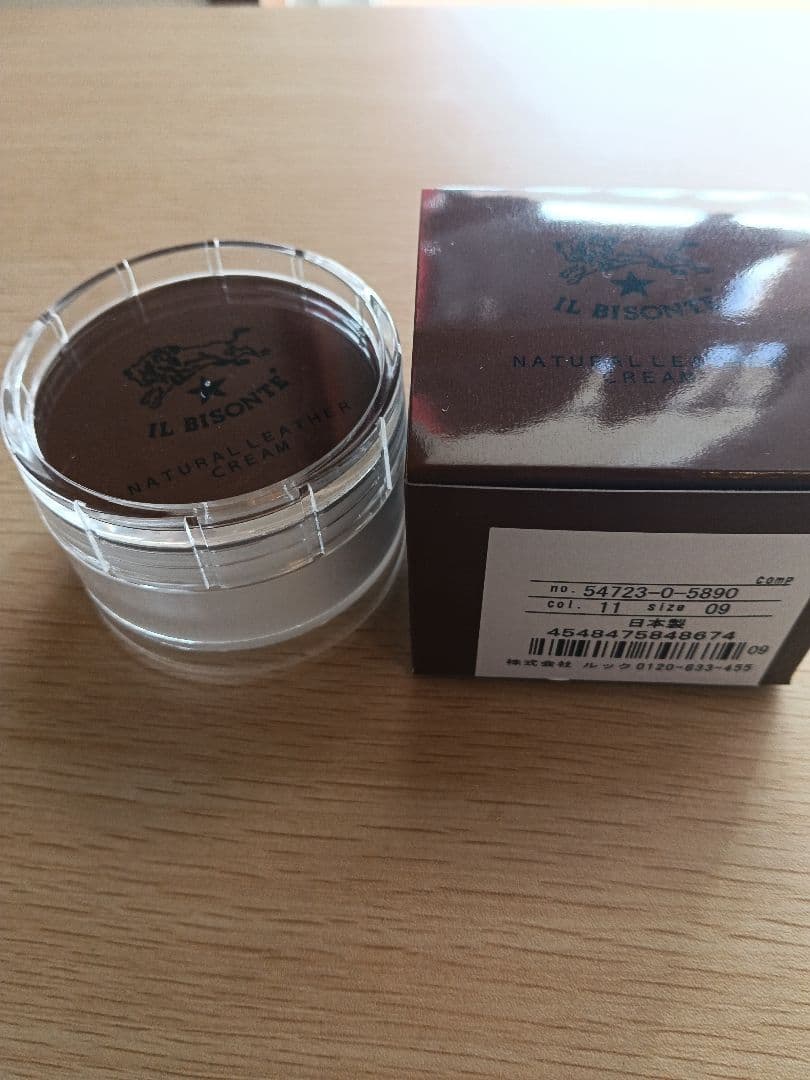 IL BISONTE
NATURAL LEATHER
CREAM
IL BISONTE
NATURAL LEATHER
CREAM
comp
no. 54723-0-5890
col. 11 size 09
日本製
4548475848674
09
株式会社 ルック 0120-633-455